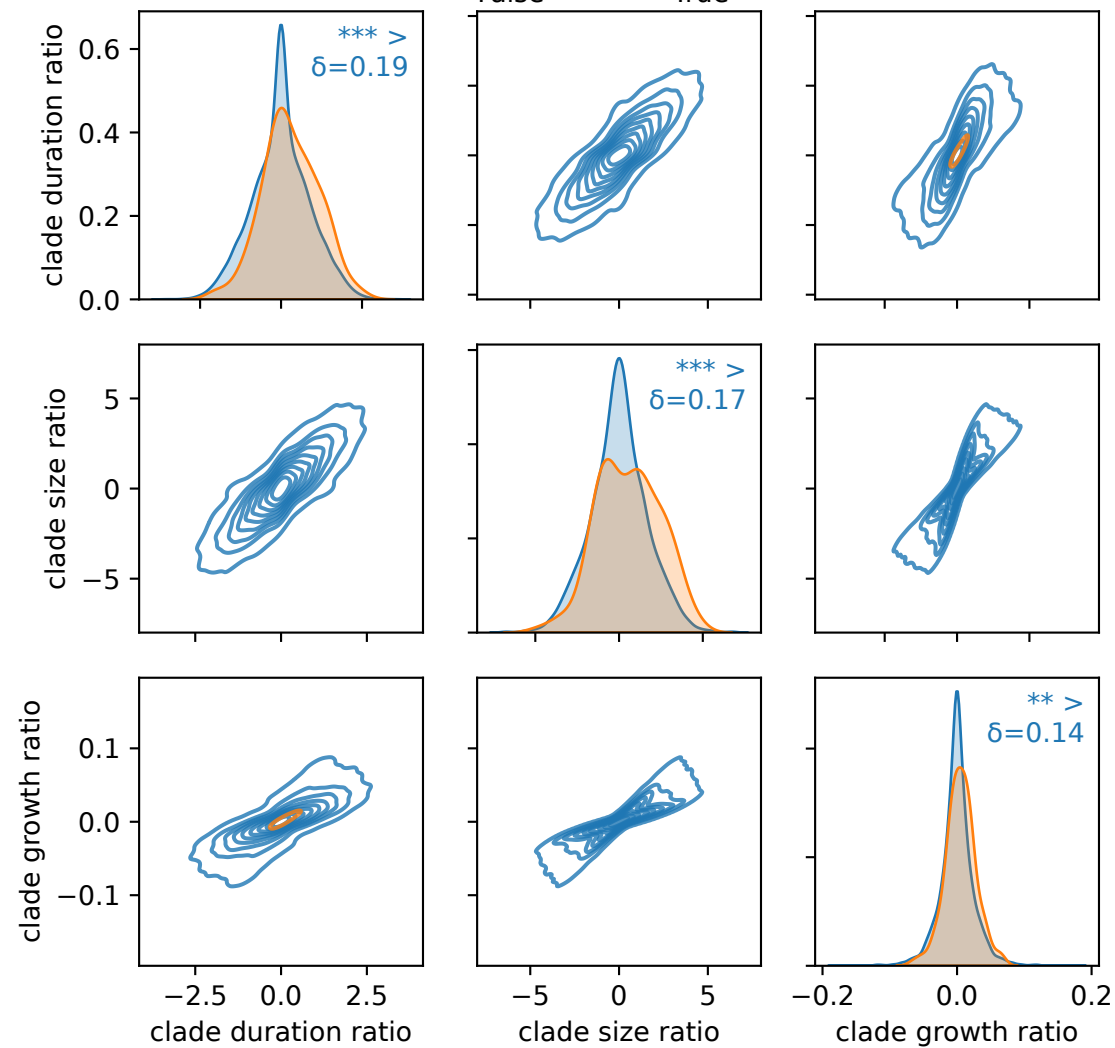 True
0.6
0.4
0.2
0.0
clade duration ratio
*** >
δ=0.19
5
0
−5
clade size ratio
*** >
δ=0.17
0.1
0.0
−0.1
clade growth ratio
** >
δ=0.14
−2.5 0.0 2.5
−5 0 5
−0.2 0.0 0.2
clade duration ratio
clade size ratio
clade growth ratio